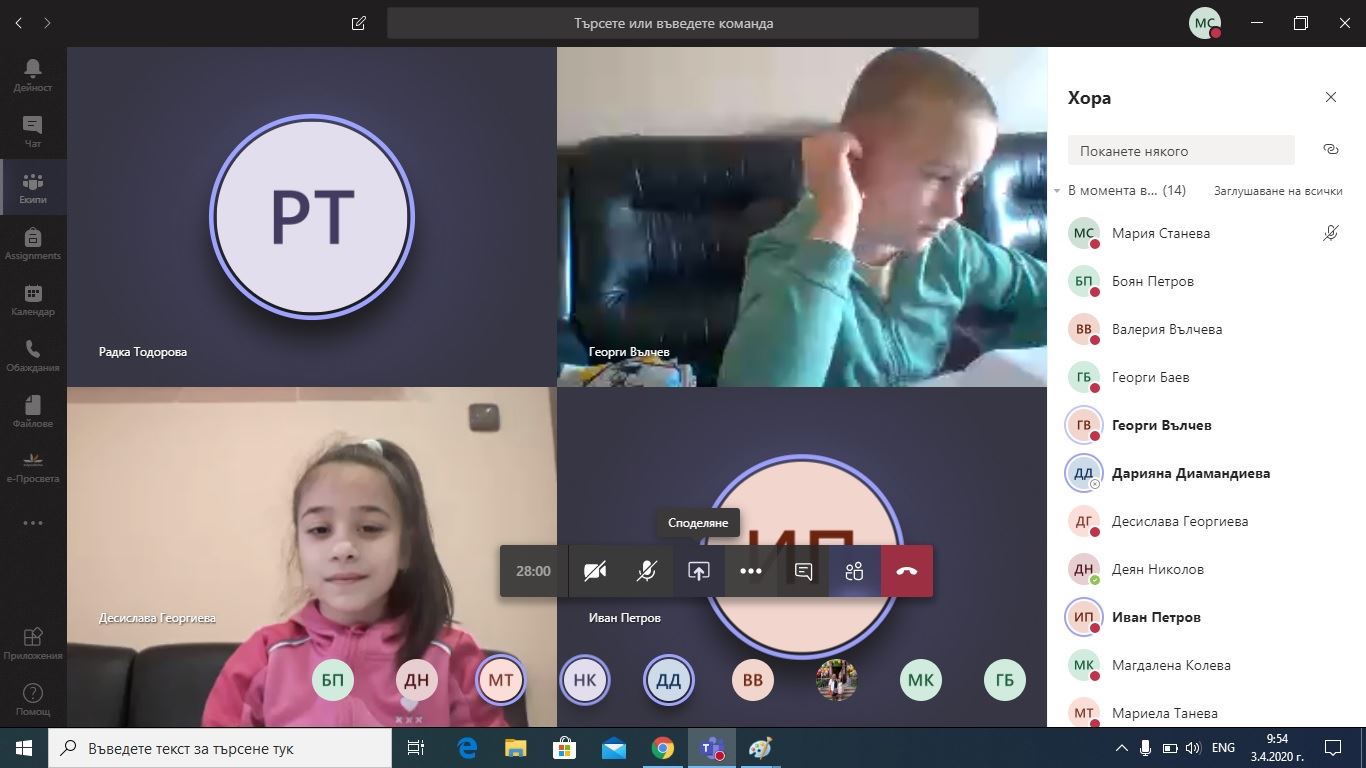 Търсете или въведете команда
МС
Дейност
Чат
Екипи
Assignments
Календар
Обаждания
Файлове
е-Просвета
Приложения
Помощ
РТ
Радка Тодорова
Георги Вълчев
Десислава Георгиева
ИП
Иван Петров
Споделяне
28:00
БП
ДН
МТ
НК
ДД
ВВ
МК
ГБ
Хора
Поканете някого
В момента в... (14)
Заглушаване на всички
МС Мария Станева
БП Боян Петров
ВВ Валерия Вълчева
ГБ Георги Баев
ГВ Георги Вълчев
ДД Дарияна Диамандиева
ДГ Десислава Георгиева
ДН Деян Николов
ИП Иван Петров
МК Магдалена Колева
МТ Мариела Танева
Въведете текст за търсене тук
ENG
9:54
3.4.2020 г.